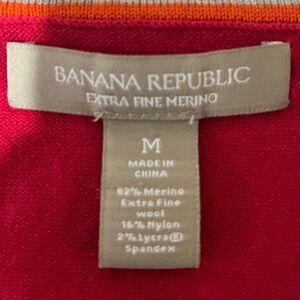 BANANA REPUBLIC
EXTRA FINE MERINO
M
MADE IN
CHINA
82% Merino
Extra Fine
wool
16% Nylon
2% Lycra®
Spandex